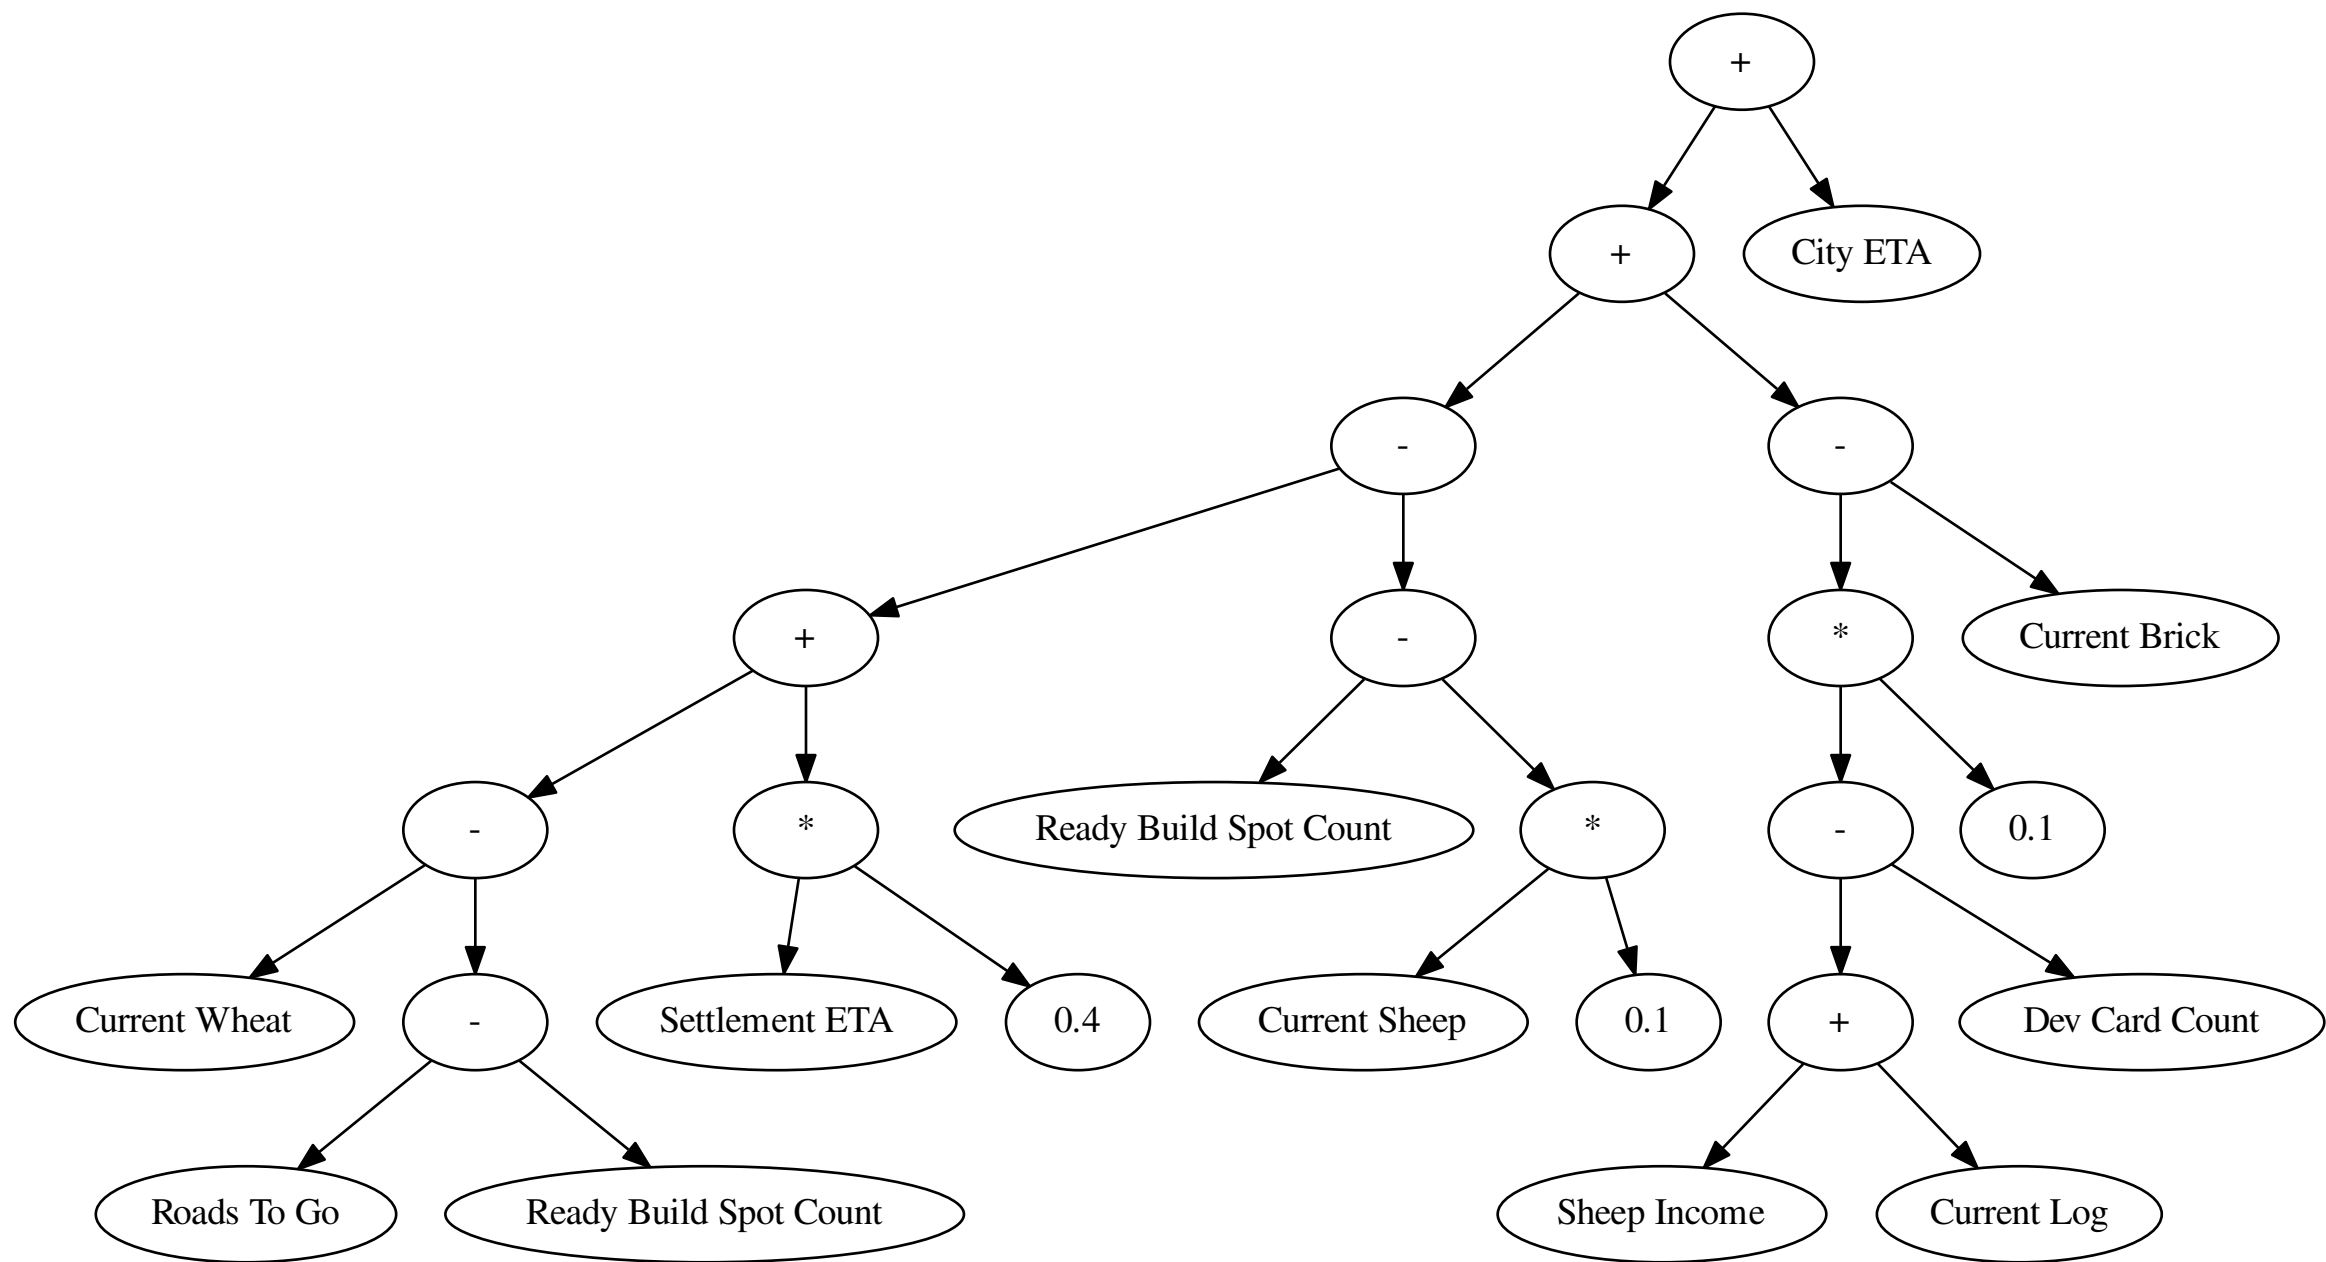 +
+
City ETA
-
-
+
-
*
Current Brick
-
*
Ready Build Spot Count
*
-
0.1
Current Wheat
-
Settlement ETA
0.4
Current Sheep
0.1
+
Dev Card Count
Roads To Go
Ready Build Spot Count
Sheep Income
Current Log